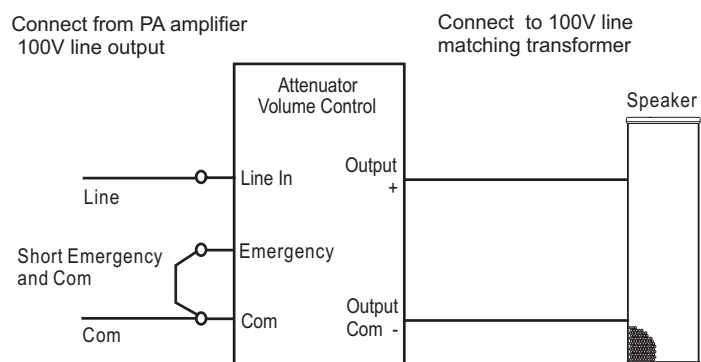 Connect from PA amplifier
100V line output
Connect to 100V line
matching transformer
Attenuator
Volume Control
Speaker
Line
Line In
Output
+
Short Emergency
and Com
Emergency
Com
Com
Output
Com -